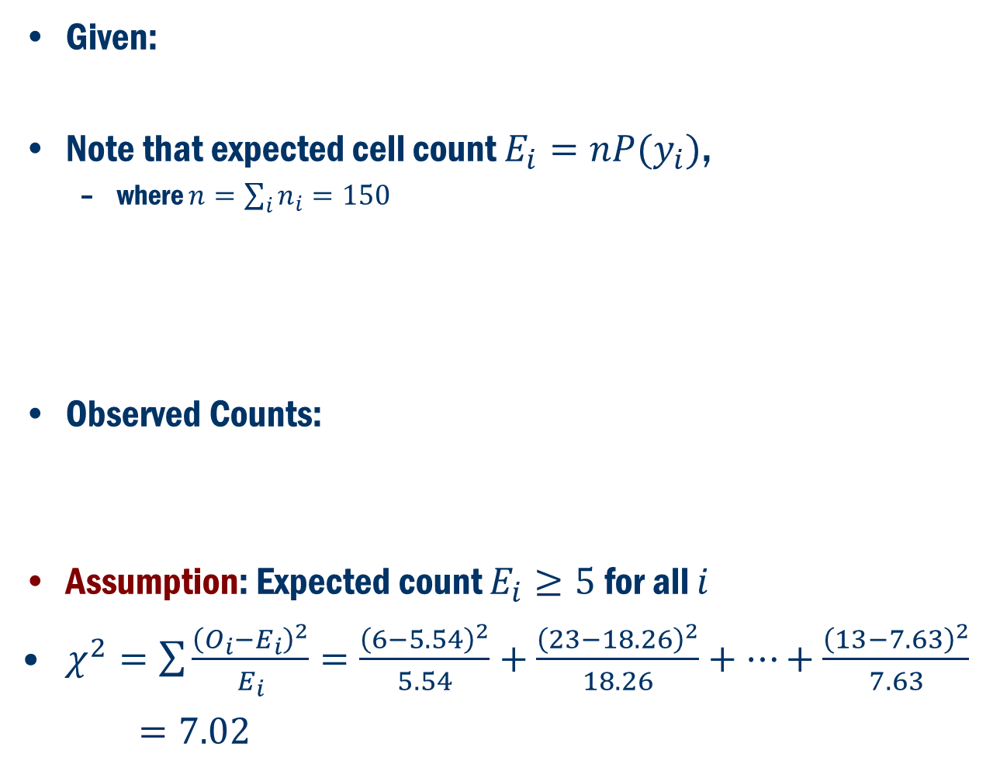 • Given:
• Note that expected cell count $E_i = nP(y_i)$,
– where $n = \sum_i n_i = 150$
• Observed Counts:
• Assumption: Expected count $E_i \geq 5$ for all $i$
• $\chi^2 = \sum \frac{(O_i - E_i)^2}{E_i} = \frac{(6-5.54)^2}{5.54} + \frac{(23-18.26)^2}{18.26} + \cdots + \frac{(13-7.63)^2}{7.63}$
$= 7.02$